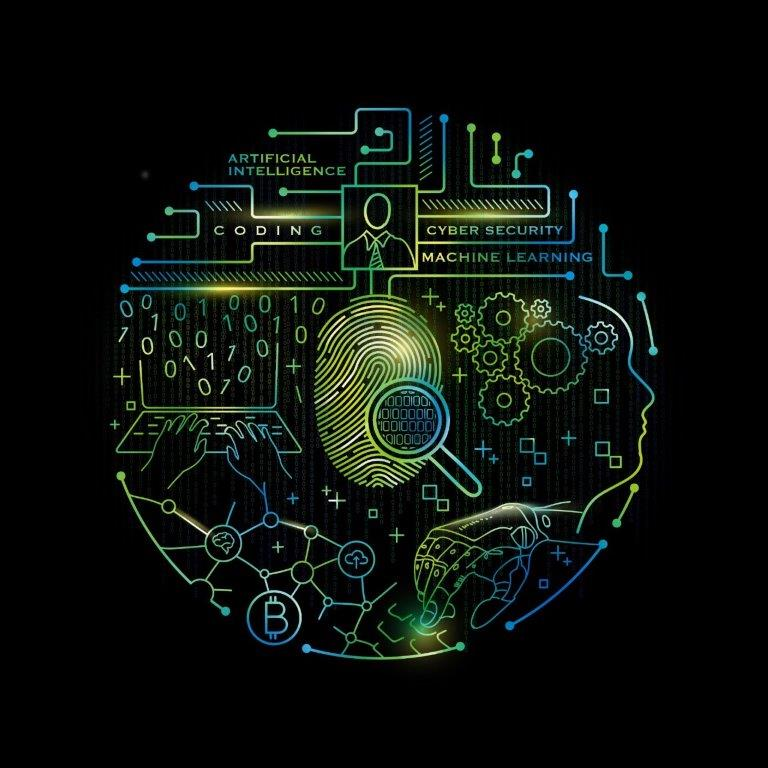 ARTIFICIAL
INTELLIGENCE
CODING
CYBER SECURITY
MACHINE LEARNING